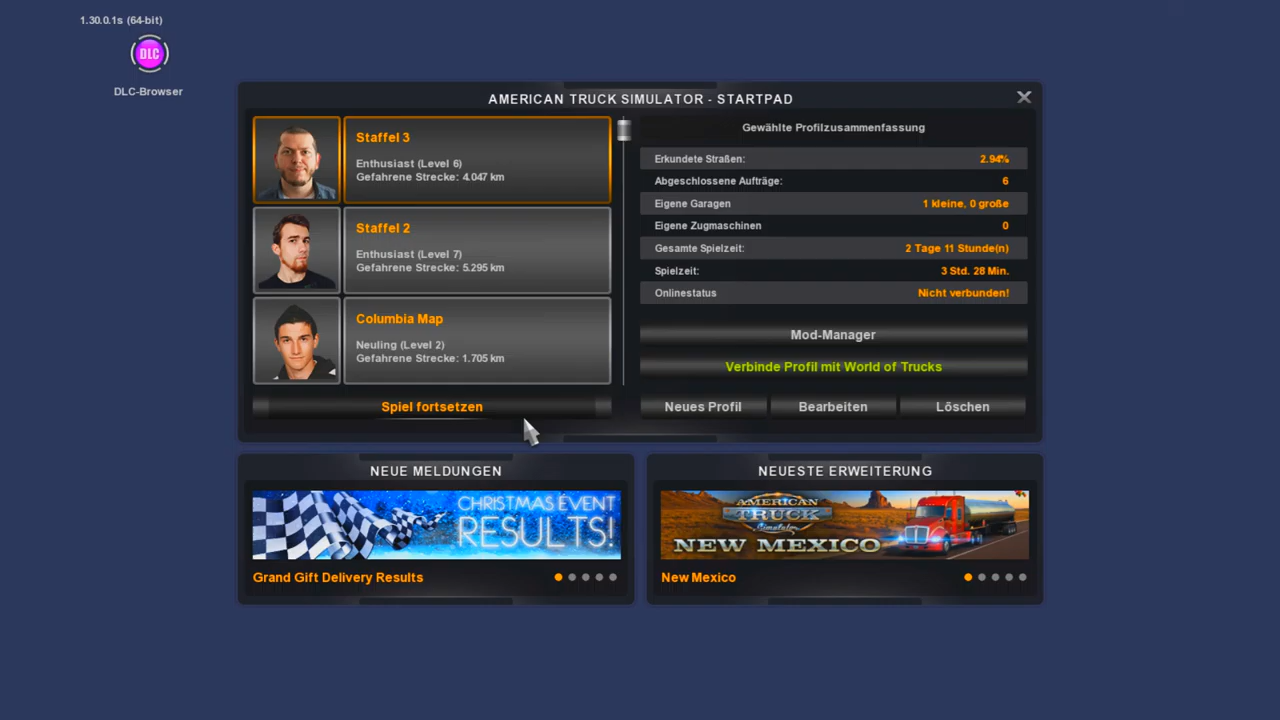 1.30.0.1s (64-bit)
DLC
DLC-Browser
AMERICAN TRUCK SIMULATOR - STARTPAD
Staffel 3
Enthusiast (Level 6)
Gefahrene Strecke: 4.047 km
Staffel 2
Enthusiast (Level 7)
Gefahrene Strecke: 5.295 km
Columbia Map
Neuling (Level 2)
Gefahrene Strecke: 1.705 km
Spiel fortsetzen
Gewählte Profilzusammenfassung
Erkundete Straßen: 2.94%
Abgeschlossene Aufträge: 6
Eigene Garagen 1 kleine, 0 große
Eigene Zugmaschinen 0
Gesamte Spielzeit: 2 Tage 11 Stunde(n)
Spielzeit: 3 Std. 28 Min.
Onlinestatus Nicht verbunden!
Mod-Manager
Verbinde Profil mit World of Trucks
Neues Profil Bearbeiten Löschen
NEUE MELDUNGEN
CHRISTMAS EVENT
RESULTS!
Grand Gift Delivery Results
NEUESTE ERWEITERUNG
AMERICAN
TRUCK
Simulator
NEW MEXICO
New Mexico